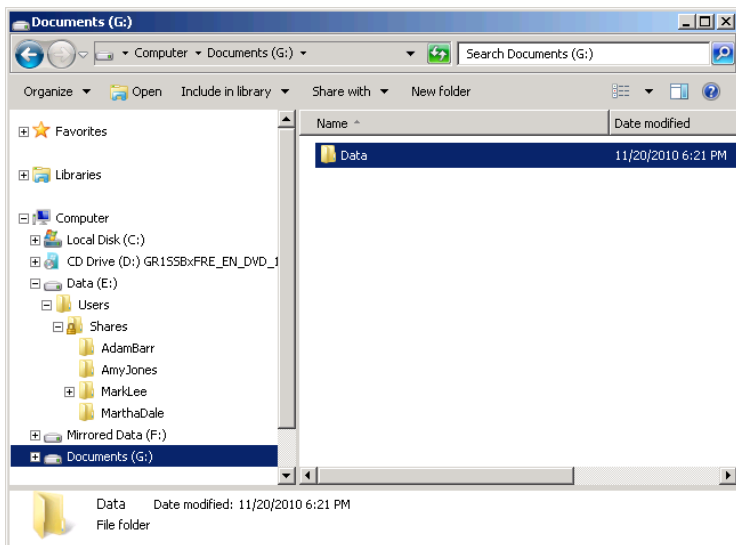 Documents (G:)
Computer Documents (G:) Search Documents (G:)
Organize Open Include in library Share with New folder
Name Date modified
Favorites
Data 11/20/2010 6:21 PM
Libraries
Computer
Local Disk (C:)
CD Drive (D:) GR1SSBxFRE_EN_DVD_1
Data (E:)
Users
Shares
AdamBarr
AmyJones
MarkLee
MarthaDale
Mirrored Data (F:)
Documents (G:)
Data Date modified: 11/20/2010 6:21 PM
File folder